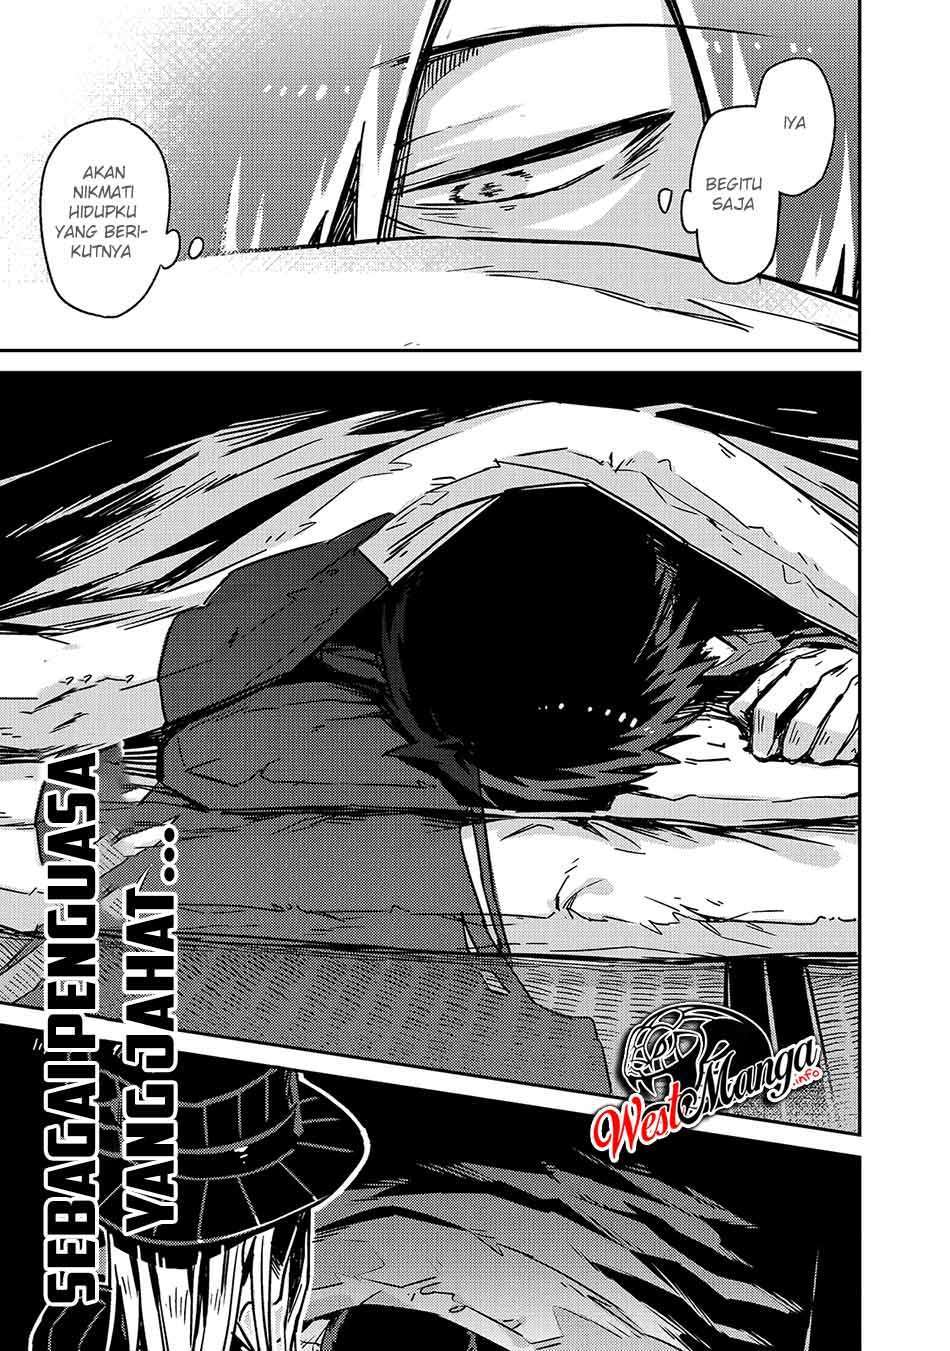 IYA
BEGITU
SAJA
AKAN
NIKMATI
HIDUPKU
YANG BERI-
KUTNYA
SEBAGAI PENGUASA
YANG JAHAT...
WestManga
.info